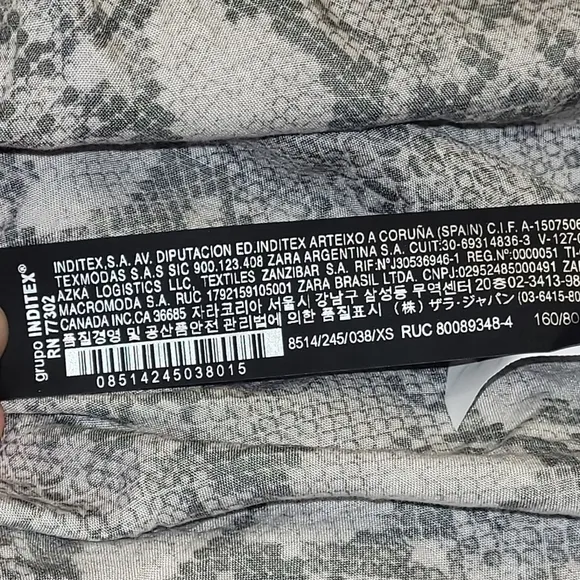 grupo INDITEX®
RN 77302
INDITEX S.A. AV. DIPUTACION ED.INDITEX ARTEIXO A CORUÑA (SPAIN) C.I.F. A-1507506
TEXMODAS S.A.S SIC 900.123.408 ZARA ARGENTINA S.A. CUIT:30-69314836-3 V-127-0
AZKA LOGISTICS LLC, TEXTILES ZANZIBAR S.A. RIF:NºJ30536946-1 REG.Nº:0000051 TAI-
MACROMODA S.A. RUC 1792159105001 ZARA BRASIL LTDA. CNPJ:02952485000491 ZAR
CANADA INC.CA 36685 자라코리아 서울시 강남구 삼성동 무역센터 20층 02-3413-98
품질경영 및 공산품안전 관리법에 의한 품질표시 (株) ザラ・ジャパン (03-6415-80
8514/245/038/XS RUC 80089348-4 160/80
08514245038015